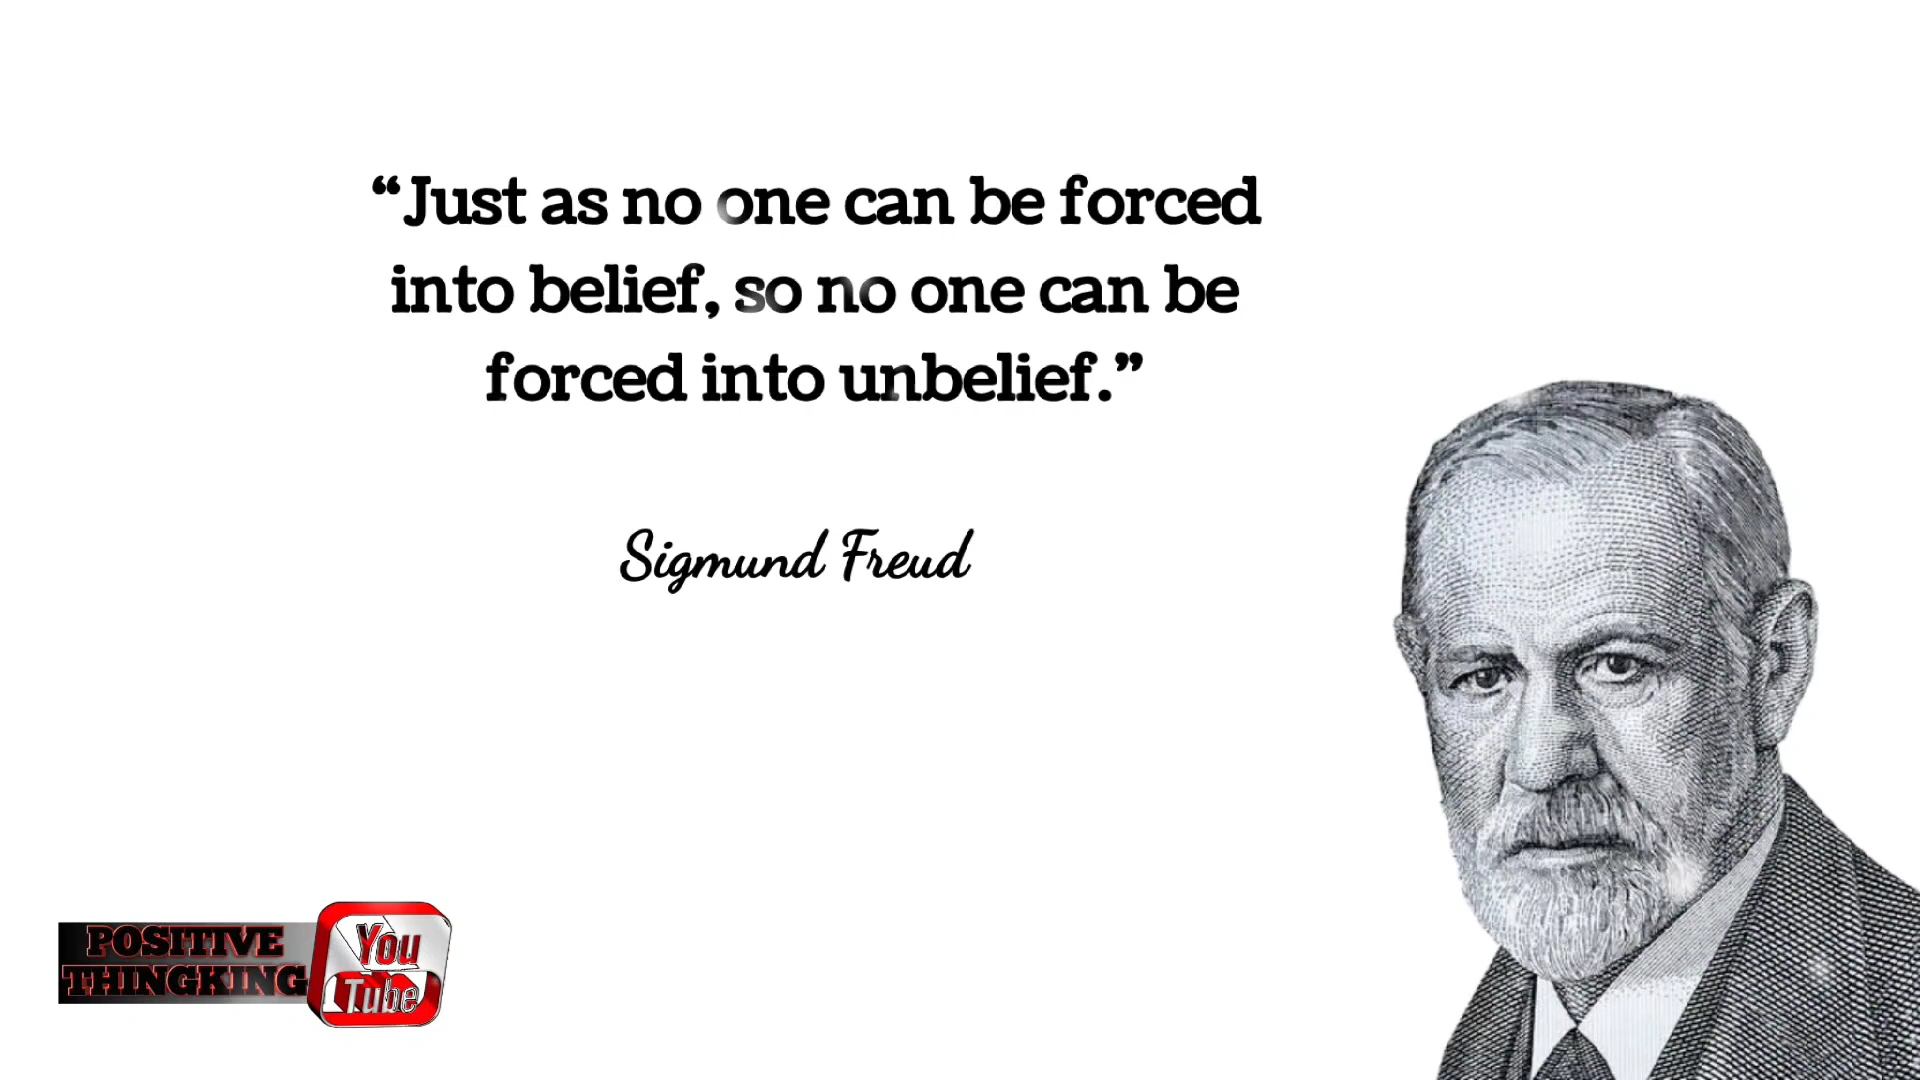 “Just as no one can be forced
into belief, so no one can be
forced into unbelief.”
Sigmund Freud
POSITIVE
THINGKING
You
Tube